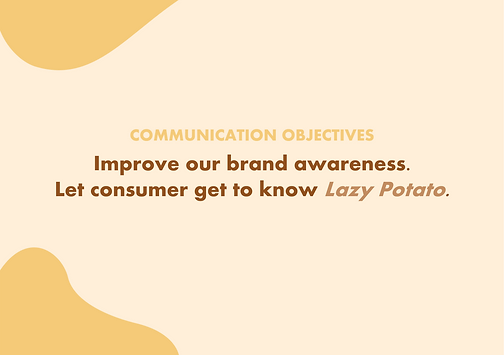 COMMUNICATION OBJECTIVES
Improve our brand awareness.
Let consumer get to know Lazy Potato.